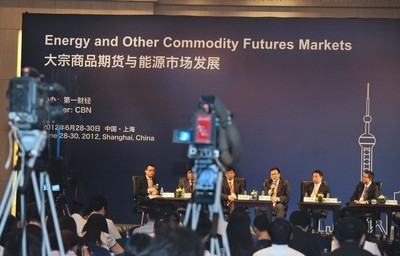 Energy and Other Commodity Futures Markets
大宗商品期货与能源市场发展
第一财经
CBN
2012年6月28-30日 中国·上海
June 28-30, 2012, Shanghai, China